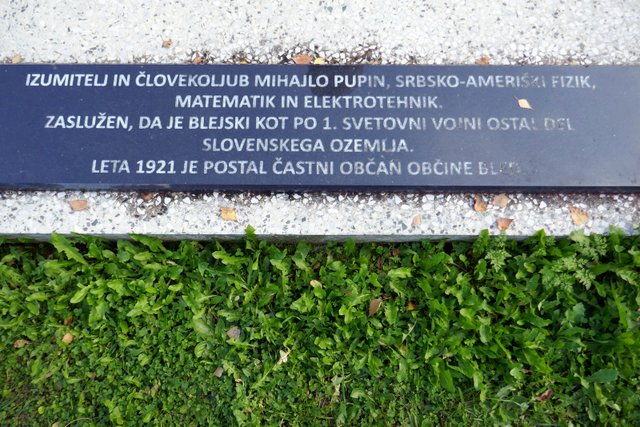 IZUMITELJ IN ČLOVEKOLJUB MIHAJLO PUPIN, SRBSKO-AMERIŠKI FIZIK,
MATEMATIK IN ELEKTROTEHNIK.
ZASLUŽEN, DA JE BLEJSKI KOT PO 1. SVETOVNI VOJNI OSTAL DEL
SLOVENSKEGA OZEMLJA.
LETA 1921 JE POSTAL ČASTNI OBČAN OBČINE BLED